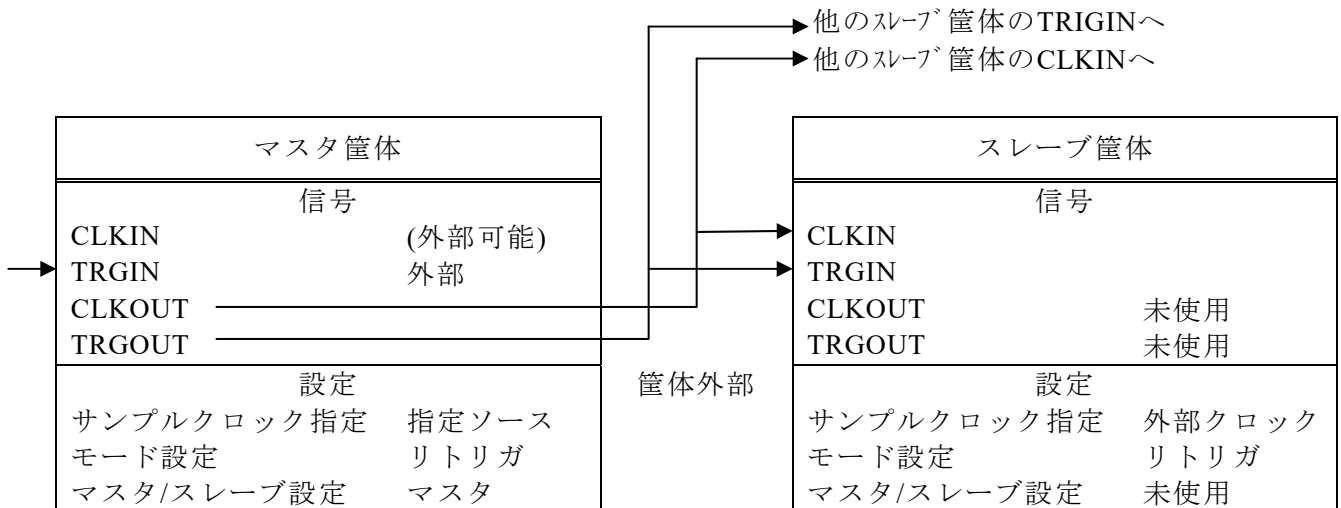 他のｽﾚｰﾌﾞ筐体のTRIGINへ
他のｽﾚｰﾌﾞ筐体のCLKINへ
マスタ筐体
信号
CLKIN (外部可能)
TRGIN 外部
CLKOUT
TRGOUT
設定
サンプルクロック指定 指定ソース
モード設定 リトリガ
マスタ/スレーブ設定 マスタ
筐体外部
スレーブ筐体
信号
CLKIN
TRGIN
CLKOUT 未使用
TRGOUT 未使用
設定
サンプルクロック指定 外部クロック
モード設定 リトリガ
マスタ/スレーブ設定 未使用